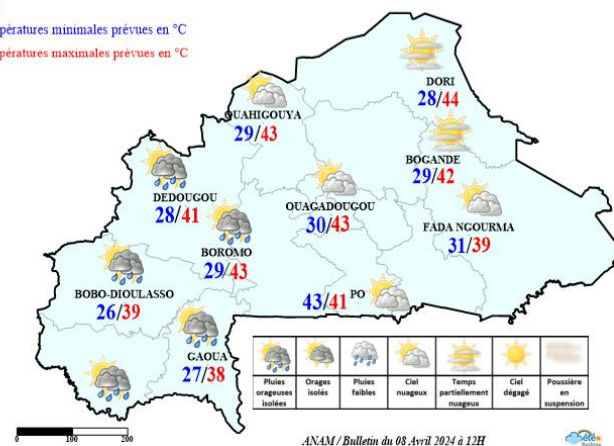 pératures minimales prévues en °C
pératures maximales prévues en °C
DORI
28/44
OUAHIGOUYA
29/43
BOGANDE
29/42
DEDOUGOU
28/41
OUAGADOUGOU
30/43
FADA NGOURMA
31/39
BOROMO
29/43
BOBO-DIOULASSO
26/39
43/41 PO
GAOUA
27/38
Pluies orageuses isolées
Orages isolés
Pluies faibles
Ciel nuageux
Temps partiellement nuageux
Ciel dégagé
Poussière en suspension
0 100 200
ANAM / Bulletin du 08 Avril 2024 à 12H